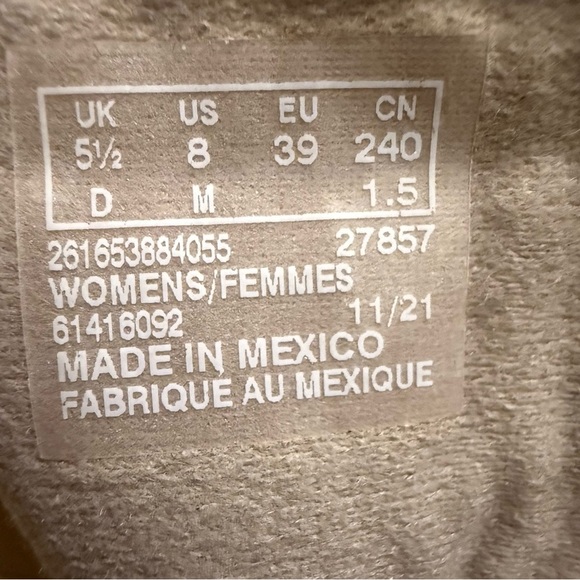 UK US EU CN
5½ 8 39 240
D M 1.5
261653884055 27857
WOMENS/FEMMES
61416092 11/21
MADE IN MEXICO
FABRIQUE AU MEXIQUE